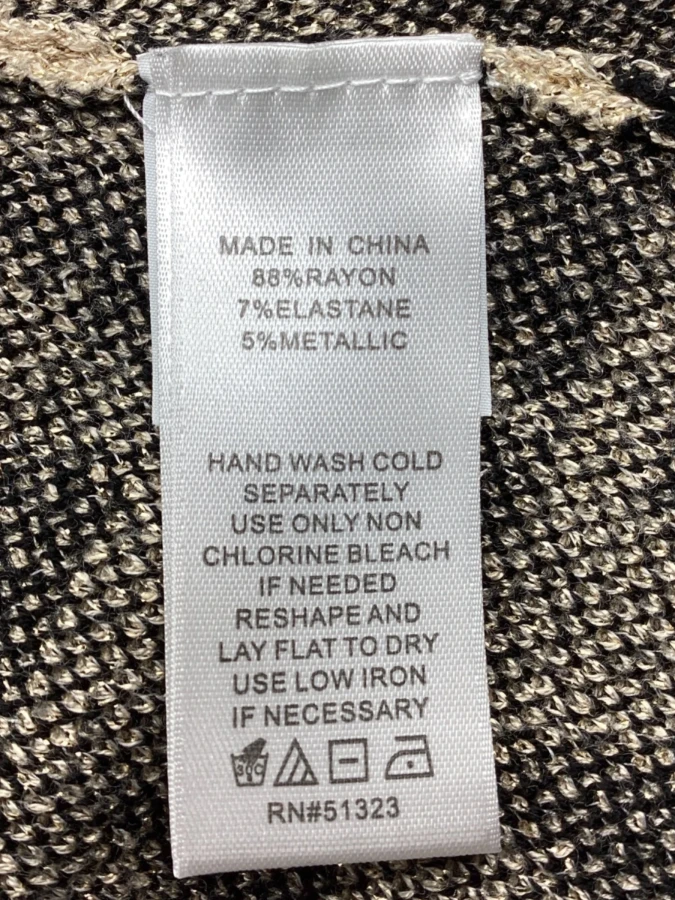 MADE IN CHINA
88%RAYON
7%ELASTANE
5%METALLIC
HAND WASH COLD
SEPARATELY
USE ONLY NON
CHLORINE BLEACH
IF NEEDED
RESHAPE AND
LAY FLAT TO DRY
USE LOW IRON
IF NECESSARY
30C
RN#51323